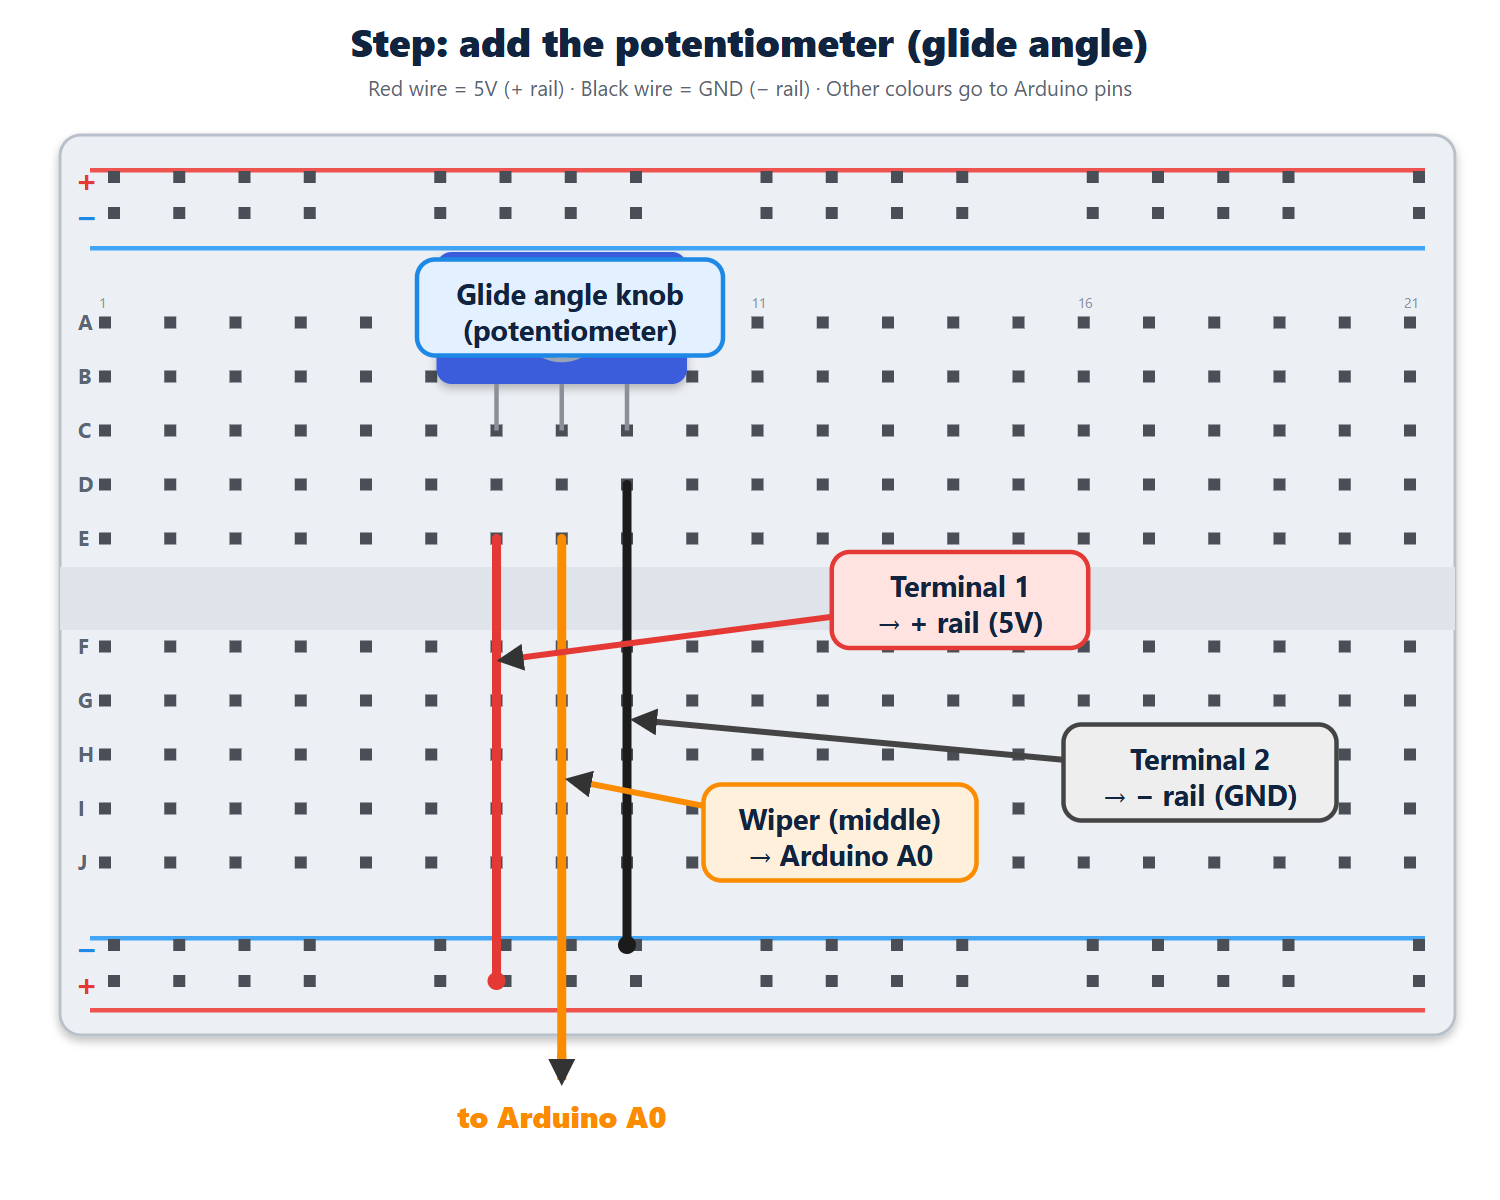 Step: add the potentiometer (glide angle)
Red wire = 5V (+ rail) · Black wire = GND (− rail) · Other colours go to Arduino pins
+
−
Glide angle knob
(potentiometer)
1
11
16
21
A
B
C
D
E
Terminal 1
→ + rail (5V)
F
G
H
Terminal 2
→ − rail (GND)
I
Wiper (middle)
→ Arduino A0
J
−
+
to Arduino A0